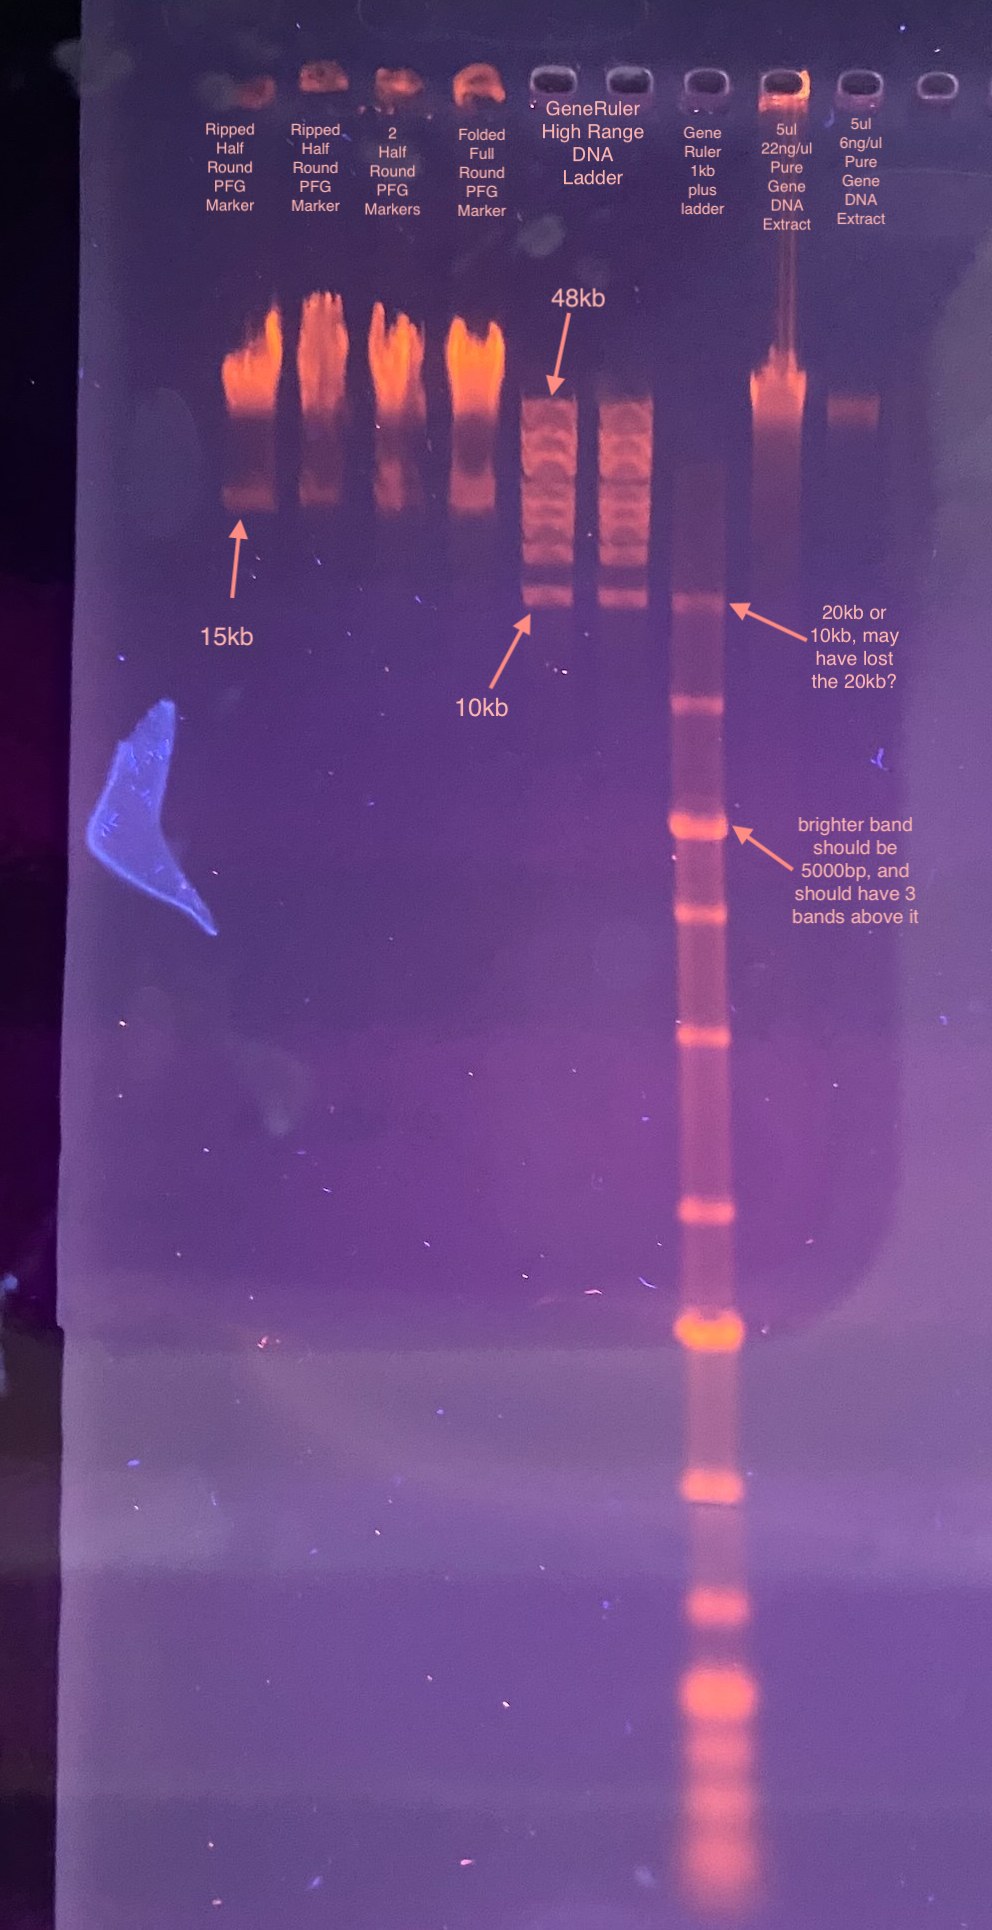 Ripped
Half
Round
PFG
Marker
Ripped
Half
Round
PFG
Marker
2
Half
Round
PFG
Markers
Folded
Full
Round
PFG
Marker
GeneRuler
High Range
DNA
Ladder
Gene
Ruler
1kb
plus
ladder
5ul
22ng/ul
Pure
Gene
DNA
Extract
5ul
6ng/ul
Pure
Gene
DNA
Extract
48kb
15kb
10kb
20kb or
10kb, may
have lost
the 20kb?
brighter band
should be
5000bp, and
should have 3
bands above it